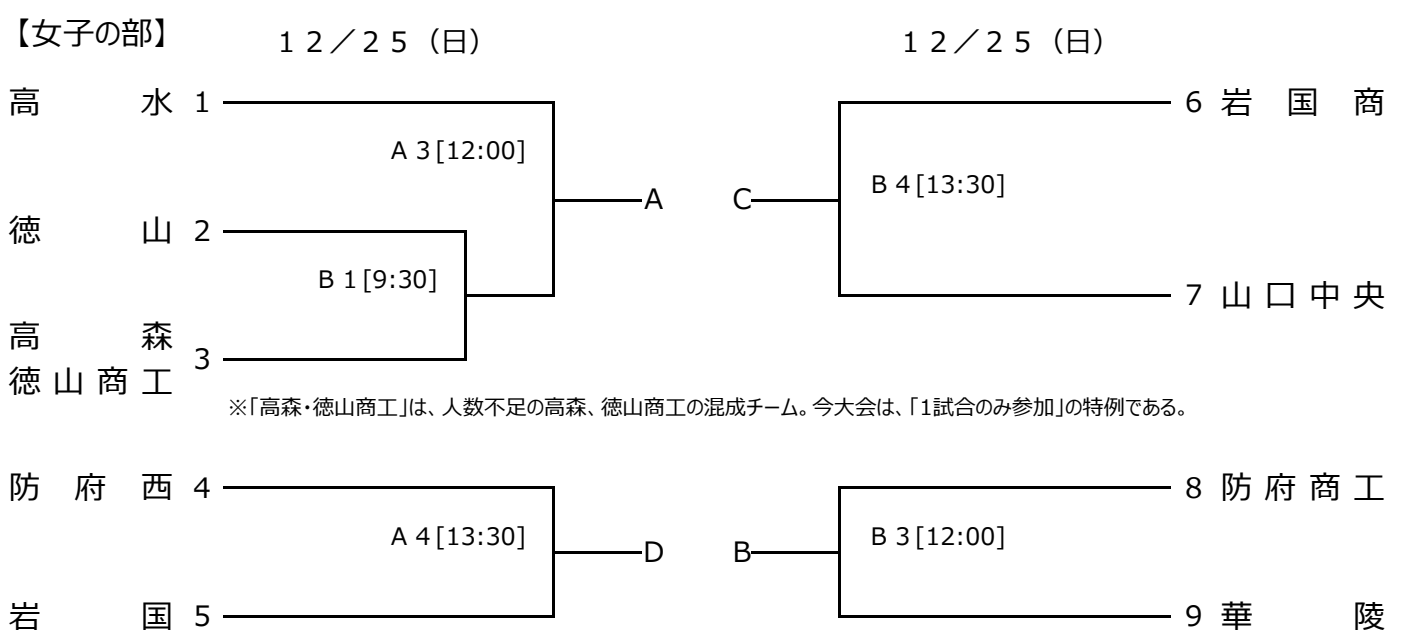 【女子の部】
１２／２５（日）
１２／２５（日）
高水 1
A 3[12:00]
A
徳山 2
B 1[9:30]
高森
徳山商工
3
6 岩国商
B 4[13:30]
C
7 山口中央
※「高森・徳山商工」は、人数不足の高森、徳山商工の混成チーム。今大会は、「1試合のみ参加」の特例である。
防府西 4
A 4[13:30]
D
岩国 5
8 防府商工
B 3[12:00]
B
9 華陵